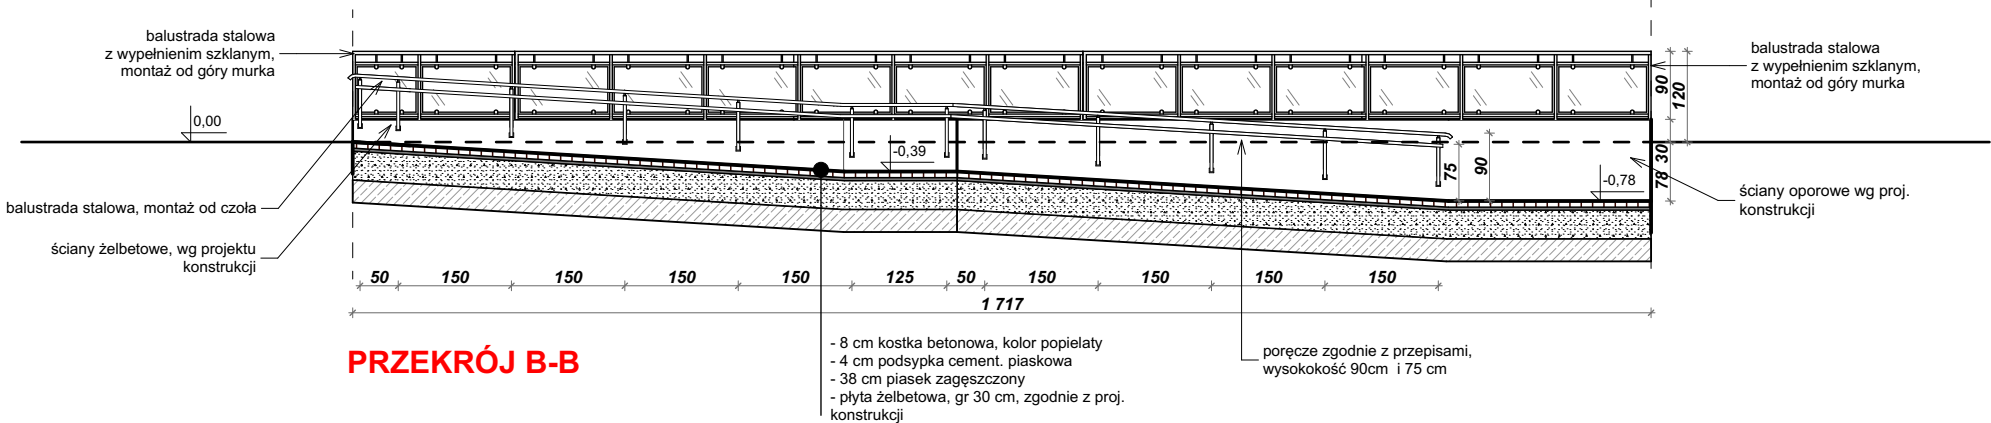 balustrada stalowa
z wypełnienim szklanym,
montaż od góry murka
0,00
balustrada stalowa, montaż od czoła
ściany żelbetowe, wg projektu
konstrukcji
-0,39
-0,78
75
90
90
120
30
78
balustrada stalowa
z wypełnienim szklanym,
montaż od góry murka
ściany oporowe wg proj.
konstrukcji
50 150 150 150 150 125 50 150 150 150 150
1 717
PRZEKRÓJ B-B
- 8 cm kostka betonowa, kolor popielaty
- 4 cm podsypka cement. piaskowa
- 38 cm piasek zagęszczony
- płyta żelbetowa, gr 30 cm, zgodnie z proj.
konstrukcji
poręcze zgodnie z przepisami,
wysokokość 90cm i 75 cm